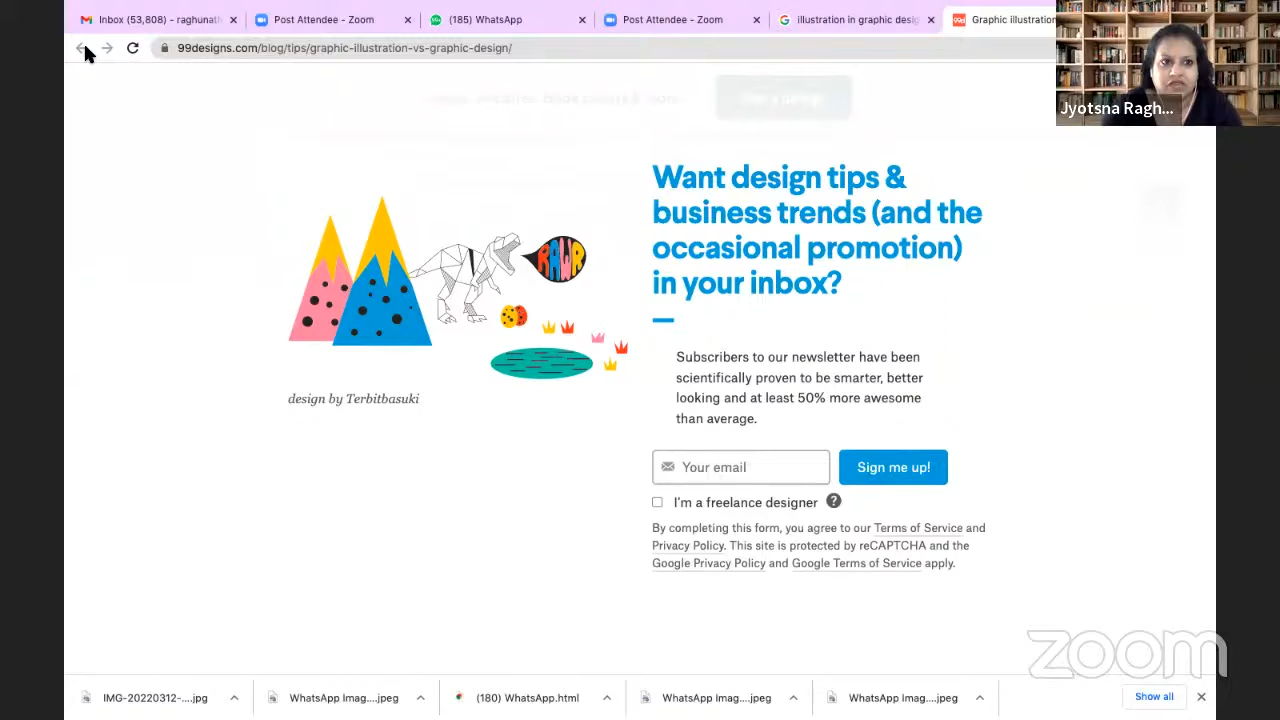 Inbox (53,808) - raghunath
Post Attendee - Zoom
(185) WhatsApp
Post Attendee - Zoom
illustration in graphic desig
99d
Graphic illustration
99designs.com/blog/tips/graphic-illustration-vs-graphic-design/
Jyotsna Ragh...
Want design tips &
business trends (and the
occasional promotion)
in your inbox?
RAWR
design by Terbitbasuki
Subscribers to our newsletter have been
scientifically proven to be smarter, better
looking and at least 50% more awesome
than average.
Your email
Sign me up!
I'm a freelance designer ?
By completing this form, you agree to our Terms of Service and
Privacy Policy. This site is protected by reCAPTCHA and the
Google Privacy Policy and Google Terms of Service apply.
zoom
IMG-20220312-....jpg
WhatsApp Imag....jpeg
(180) WhatsApp.html
WhatsApp Imag....jpeg
WhatsApp Imag....jpeg
Show all